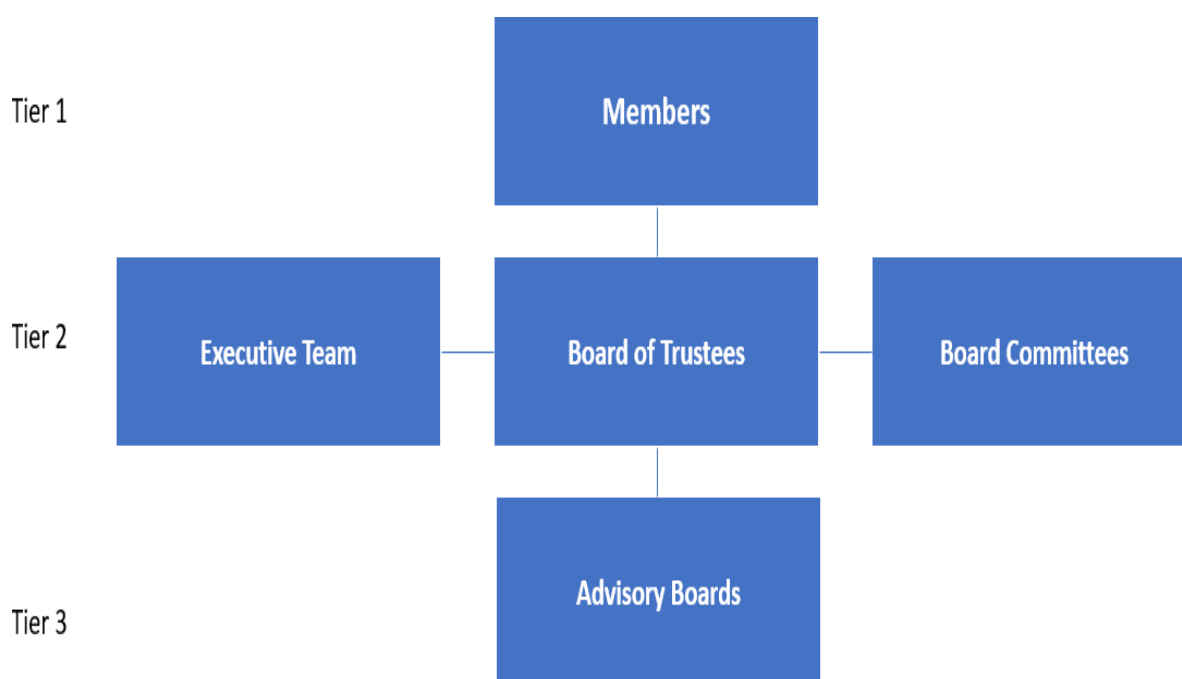 Tier 1
Members
Tier 2
Executive Team
Board of Trustees
Board Committees
Advisory Boards
Tier 3